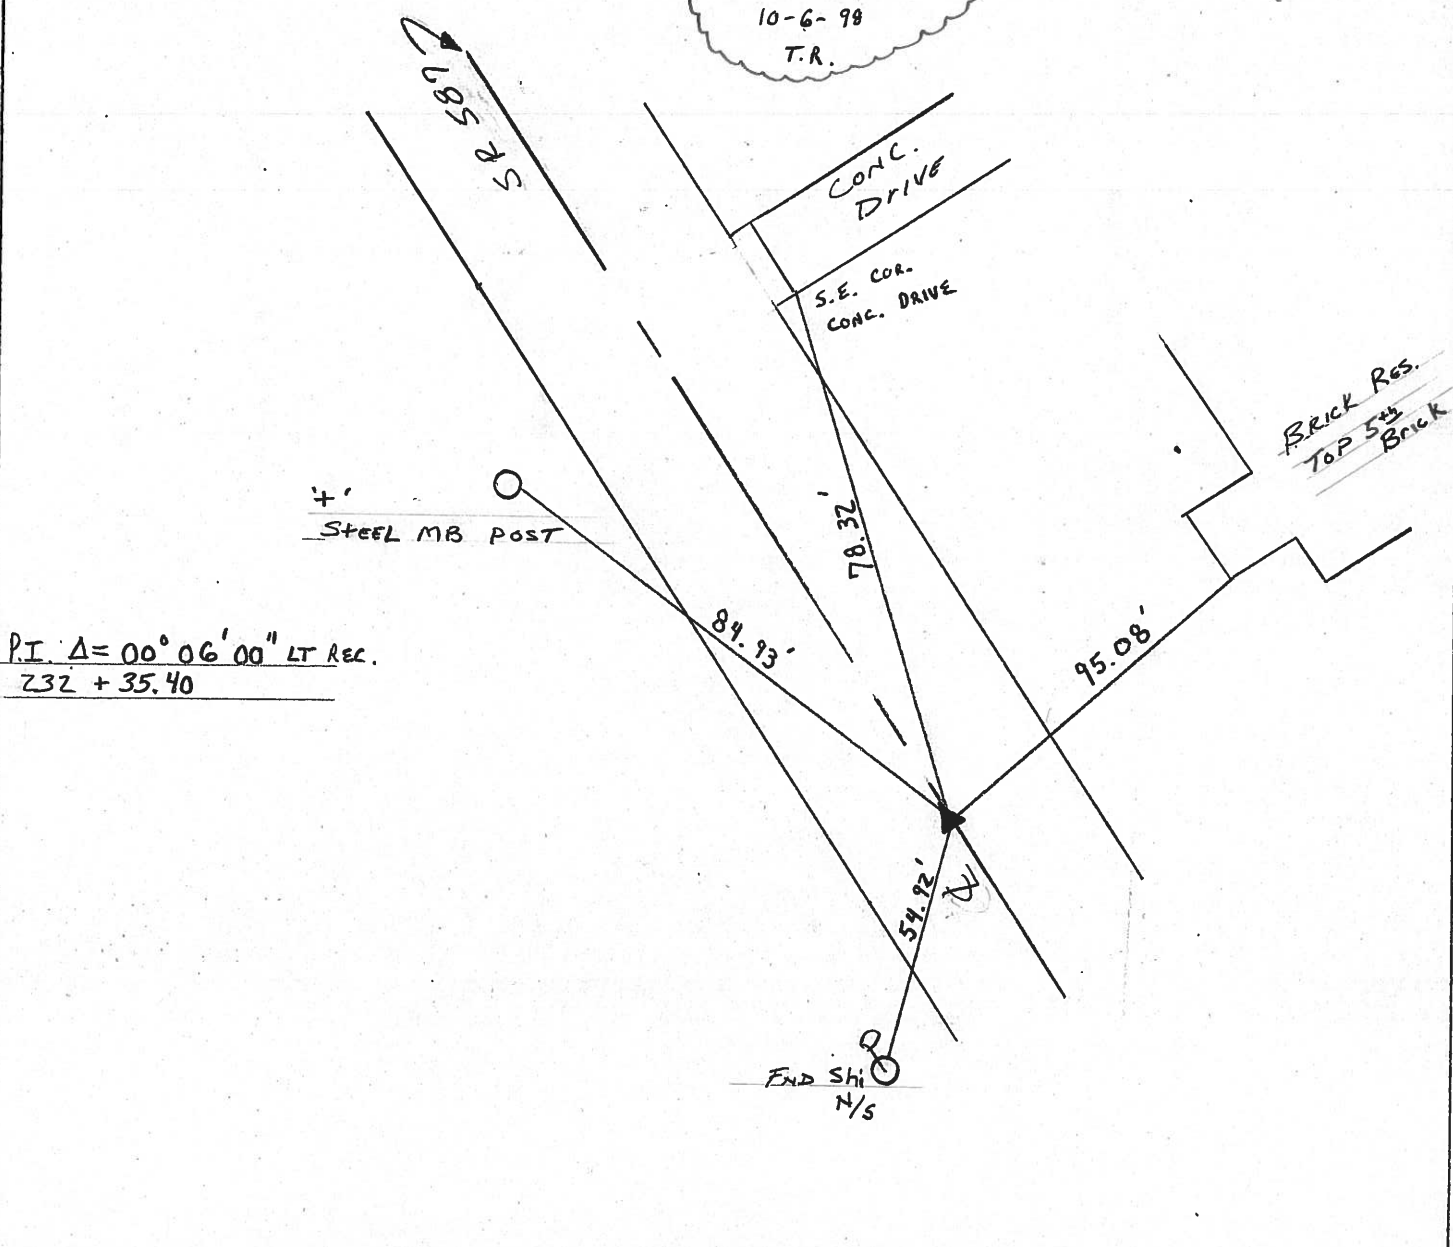 10-6-98
T.R.
SR 587
CONC.
DRIVE
S.E. COR.
CONC. DRIVE
BRICK RES.
TOP 5th
Brick
'+'
STEEL MB POST
78.32'
84.93'
95.08'
P.I. Δ= 00° 06' 00" LT REC.
232 + 35.40
54.92'
℄
FND Shi
N/S